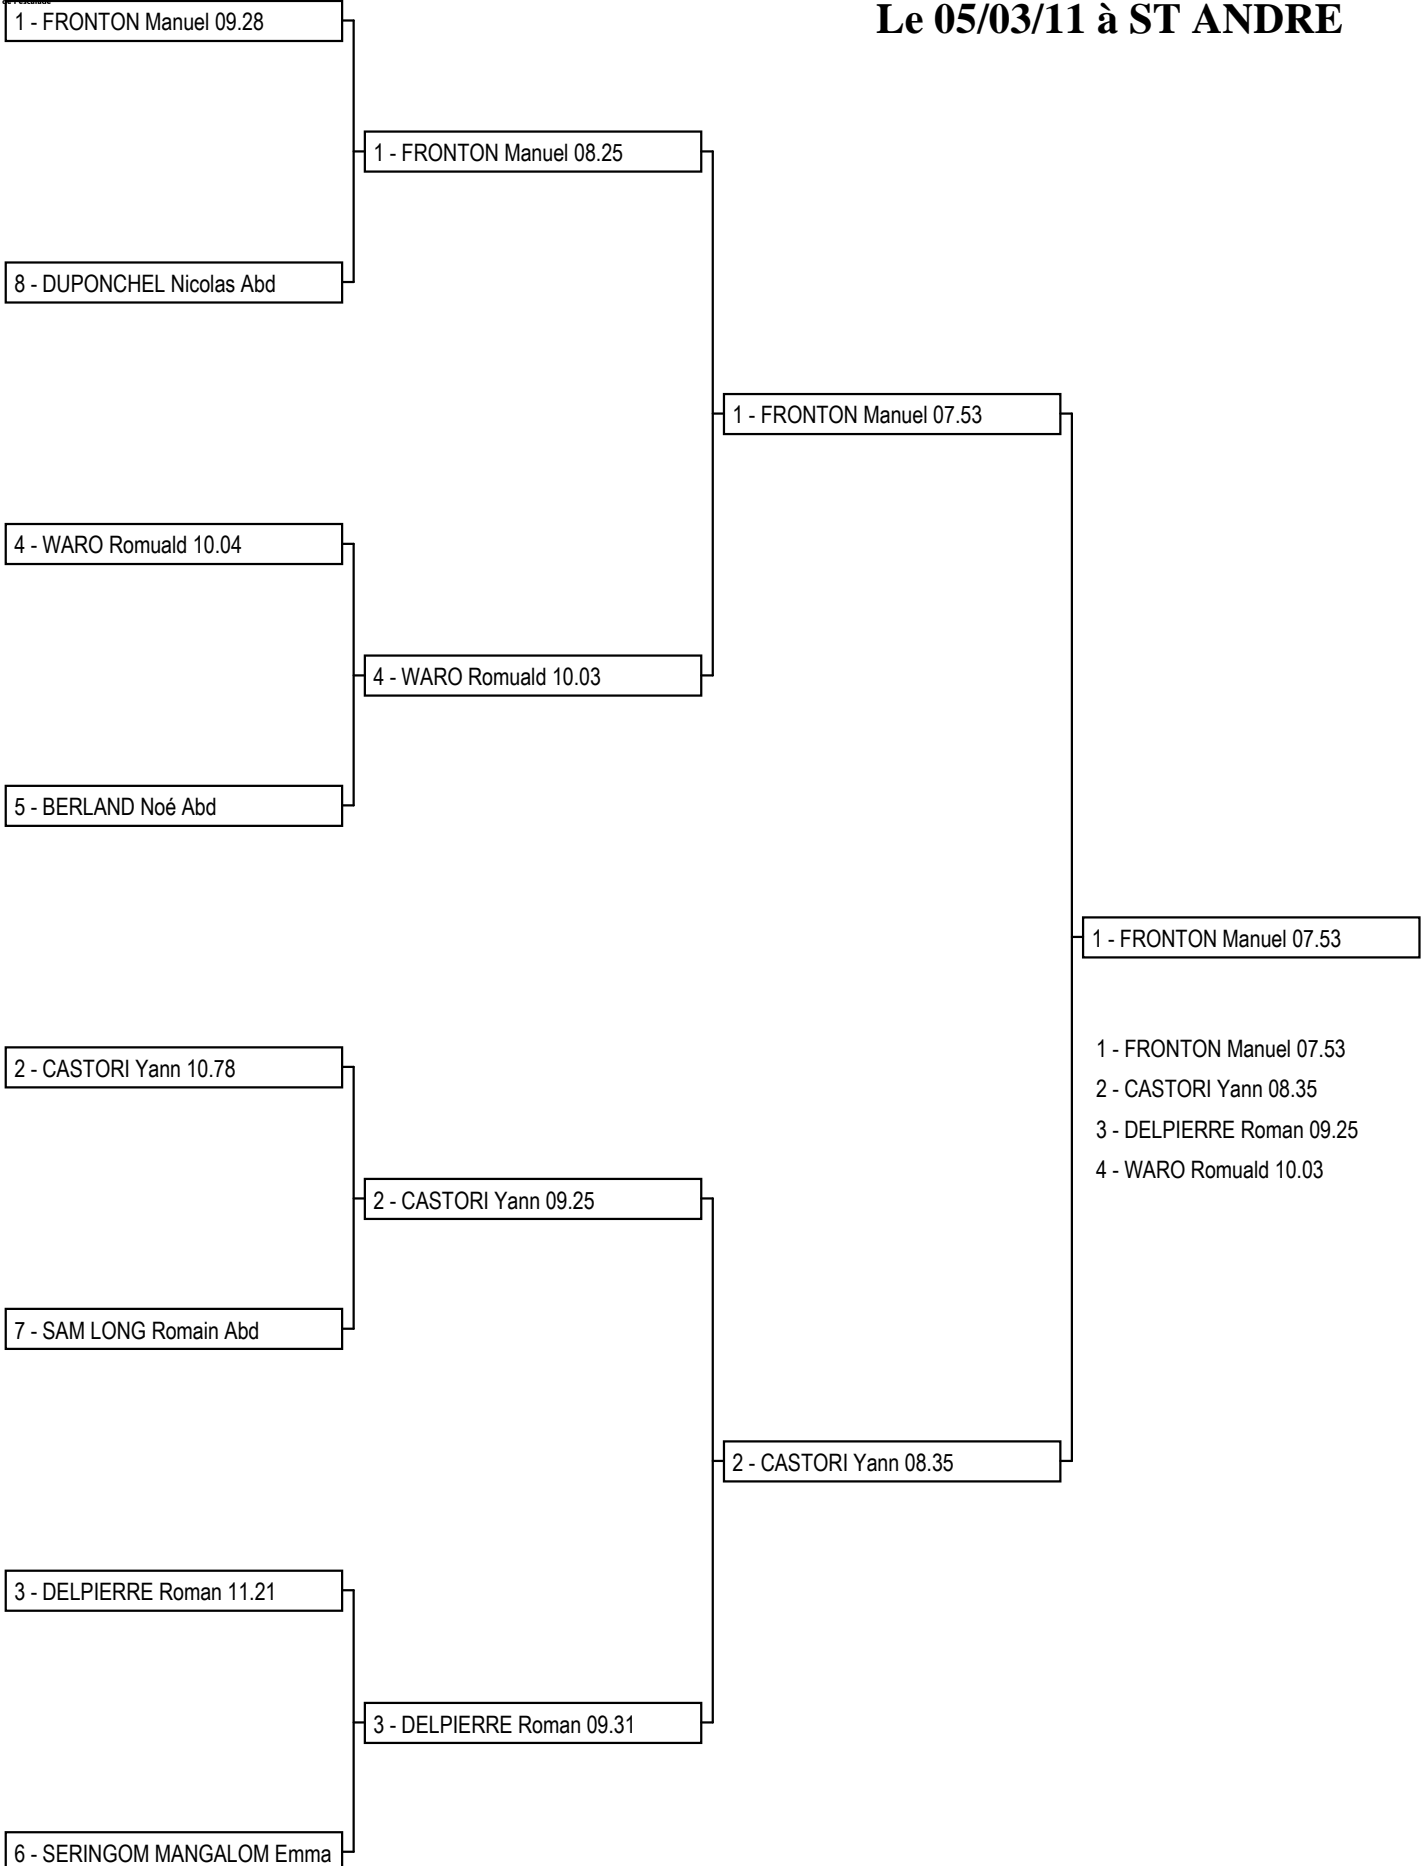 de l'escalade
Le 05/03/11 à ST ANDRE
1 - FRONTON Manuel 09.28
1 - FRONTON Manuel 08.25
8 - DUPONCHEL Nicolas Abd
1 - FRONTON Manuel 07.53
4 - WARO Romuald 10.04
4 - WARO Romuald 10.03
5 - BERLAND Noé Abd
1 - FRONTON Manuel 07.53
1 - FRONTON Manuel 07.53
2 - CASTORI Yann 08.35
3 - DELPIERRE Roman 09.25
4 - WARO Romuald 10.03
2 - CASTORI Yann 10.78
2 - CASTORI Yann 09.25
7 - SAM LONG Romain Abd
2 - CASTORI Yann 08.35
3 - DELPIERRE Roman 11.21
3 - DELPIERRE Roman 09.31
6 - SERINGOM MANGALOM Emma